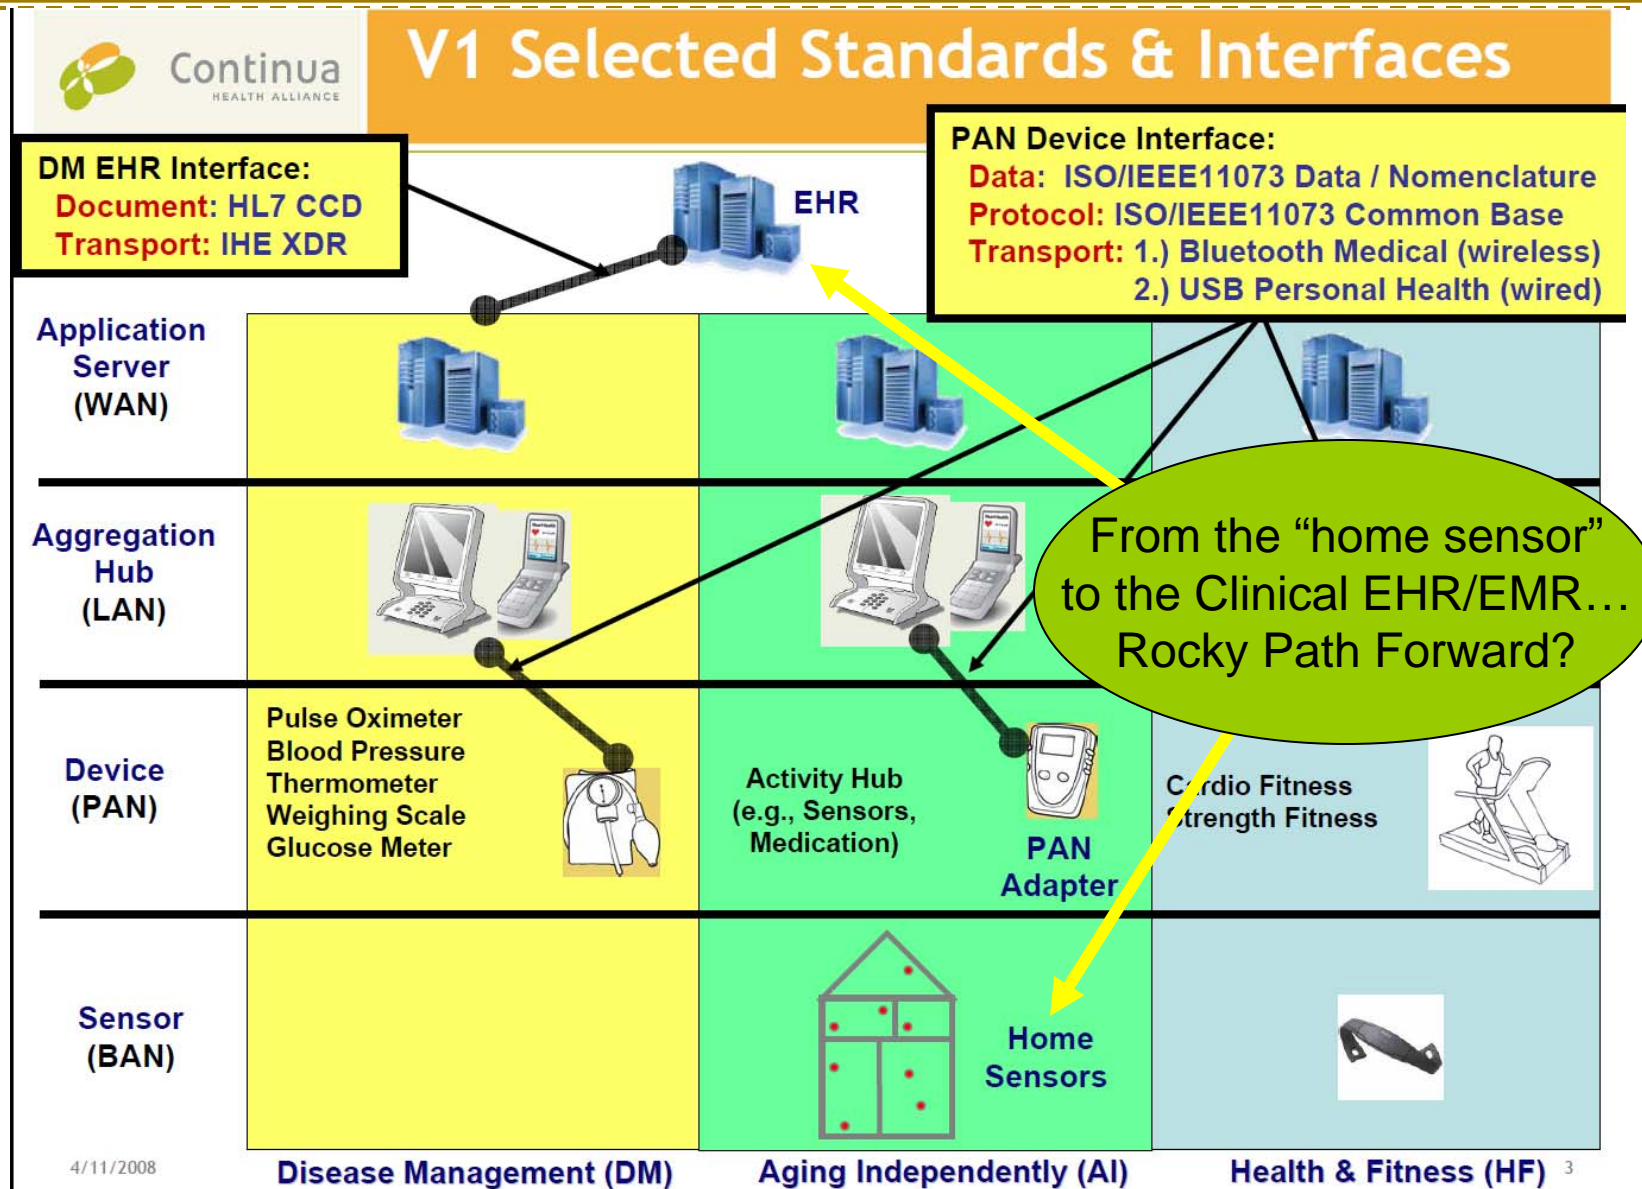 Continua
HEALTH ALLIANCE
V1 Selected Standards & Interfaces
DM EHR Interface:
Document: HL7 CCD
Transport: IHE XDR
EHR
PAN Device Interface:
Data: ISO/IEEE11073 Data / Nomenclature
Protocol: ISO/IEEE11073 Common Base
Transport: 1.) Bluetooth Medical (wireless)
2.) USB Personal Health (wired)
Application
Server
(WAN)
Aggregation
Hub
(LAN)
From the “home sensor”
to the Clinical EHR/EMR…
Rocky Path Forward?
Device
(PAN)
Pulse Oximeter
Blood Pressure
Thermometer
Weighing Scale
Glucose Meter
Activity Hub
(e.g., Sensors,
Medication)
PAN
Adapter
Cardio Fitness
Strength Fitness
Sensor
(BAN)
Home
Sensors
4/11/2008
Disease Management (DM)
Aging Independently (AI)
Health & Fitness (HF)
3